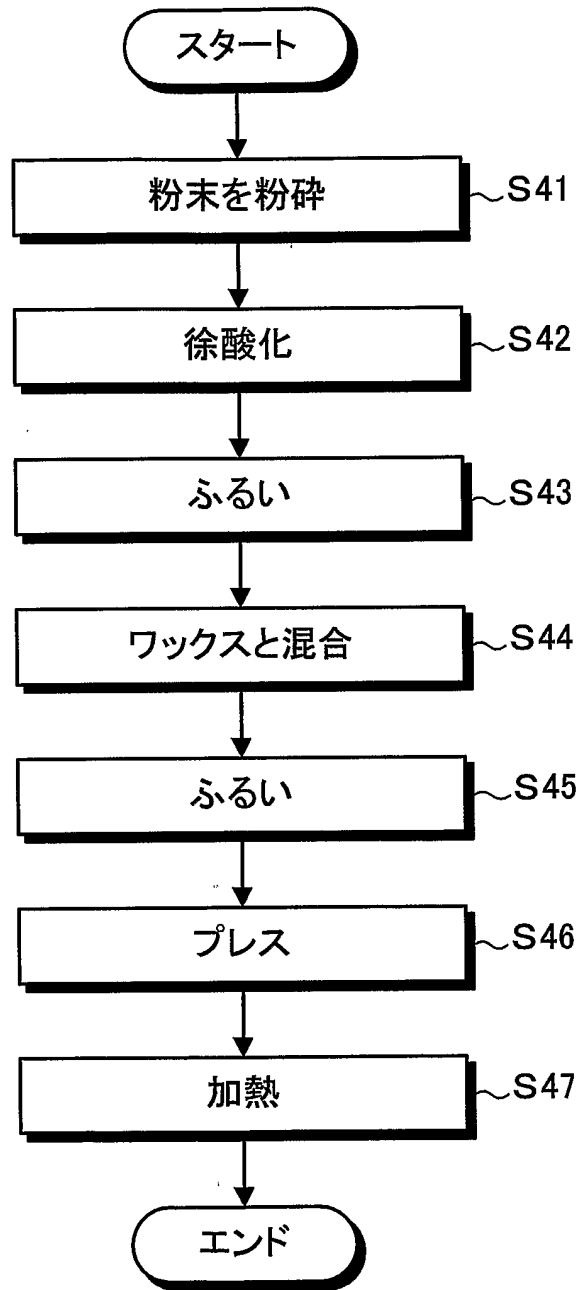 スタート
粉末を粉砕 S41
徐酸化 S42
ふるい S43
ワックスと混合 S44
ふるい S45
プレス S46
加熱 S47
エンド